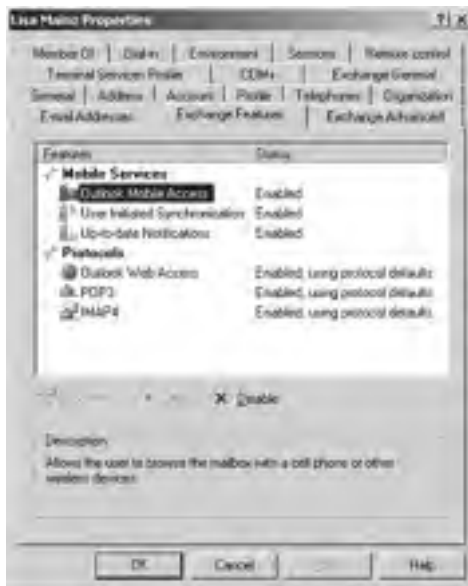 Lisa Mainz Properties
Member Of | Dial-in | Environment | Sessions | Remote control
Terminal Services Profile | COM+ | Exchange General
General | Address | Account | Profile | Telephones | Organization
E-mail Addresses | Exchange Features | Exchange Advanced
Features Status
Mobile Services
Outlook Mobile Access Enabled
User Initiated Synchronization Enabled
Up-to-date Notifications Enabled
Protocols
Outlook Web Access Enabled, using protocol defaults
POP3 Enabled, using protocol defaults
IMAP4 Enabled, using protocol defaults
Disable
Description
Allows the user to browse the mailbox with a cell phone or other
wireless devices
OK Cancel Help